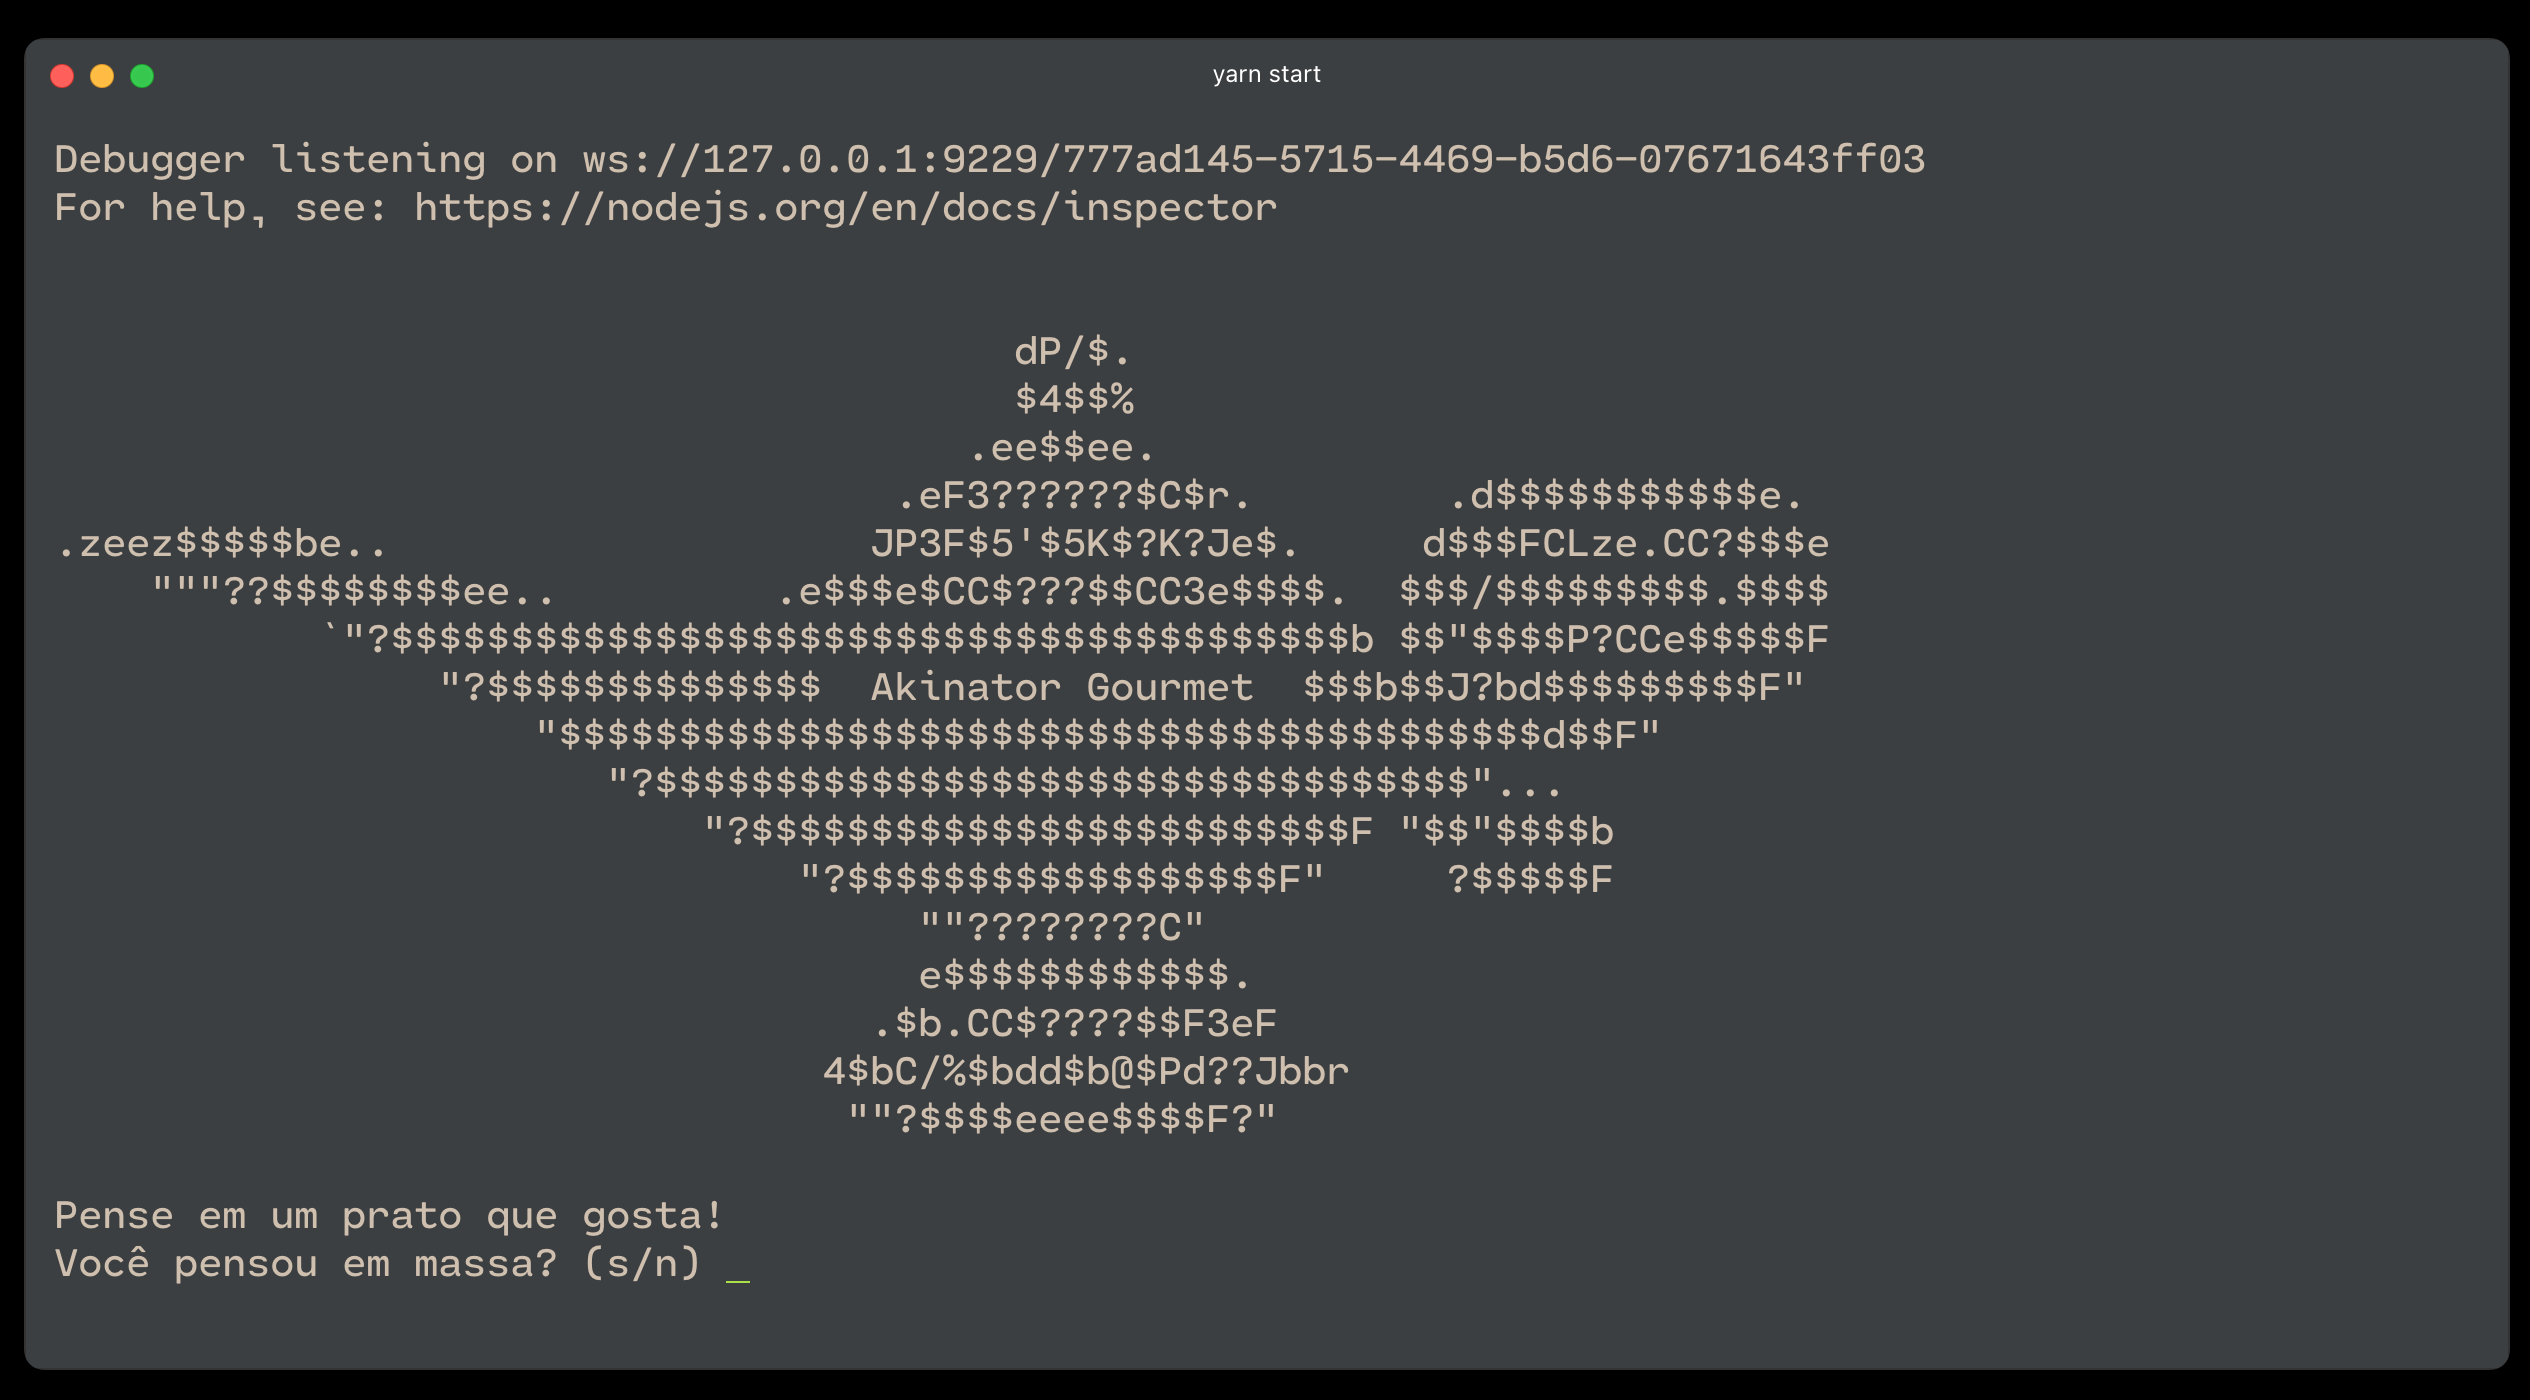 yarn start
Debugger listening on ws://127.0.0.1:9229/777ad145-5715-4469-b5d6-07671643ff03
For help, see: https://nodejs.org/en/docs/inspector
                                        dP/$.
                                        $4$$%
                                      .ee$$ee.
                                   .eF3??????$C$r.        .d$$$$$$$$$$$e.
.zeez$$$$$be..                    JP3F$5'$5K$?K?Je$.     d$$$FCLze.CC?$$$e
    """??$$$$$$$$ee..         .e$$$e$CC$???$$CC3e$$$$.  $$$/$$$$$$$$$.$$$$
           `"?$$$$$$$$$$$$$$$$$$$$$$$$$$$$$$$$$$$$$$$$b $$"$$$$P?CCe$$$$$F
                "?$$$$$$$$$$$$$$  Akinator Gourmet  $$$b$$J?bd$$$$$$$$$F"
                    "$$$$$$$$$$$$$$$$$$$$$$$$$$$$$$$$$$$$$$$$$d$$F"
                       "?$$$$$$$$$$$$$$$$$$$$$$$$$$$$$$$$$$"...
                           "?$$$$$$$$$$$$$$$$$$$$$$$$$F "$$"$$$$b
                               "?$$$$$$$$$$$$$$$$$$F"     ?$$$$$F
                                    ""????????C"
                                    e$$$$$$$$$$$$.
                                  .$b.CC$????$$F3eF
                                4$bC/%$bdd$b@$Pd??Jbbr
                                 ""?$$$$eeee$$$$F?"
Pense em um prato que gosta!
Você pensou em massa? (s/n) _